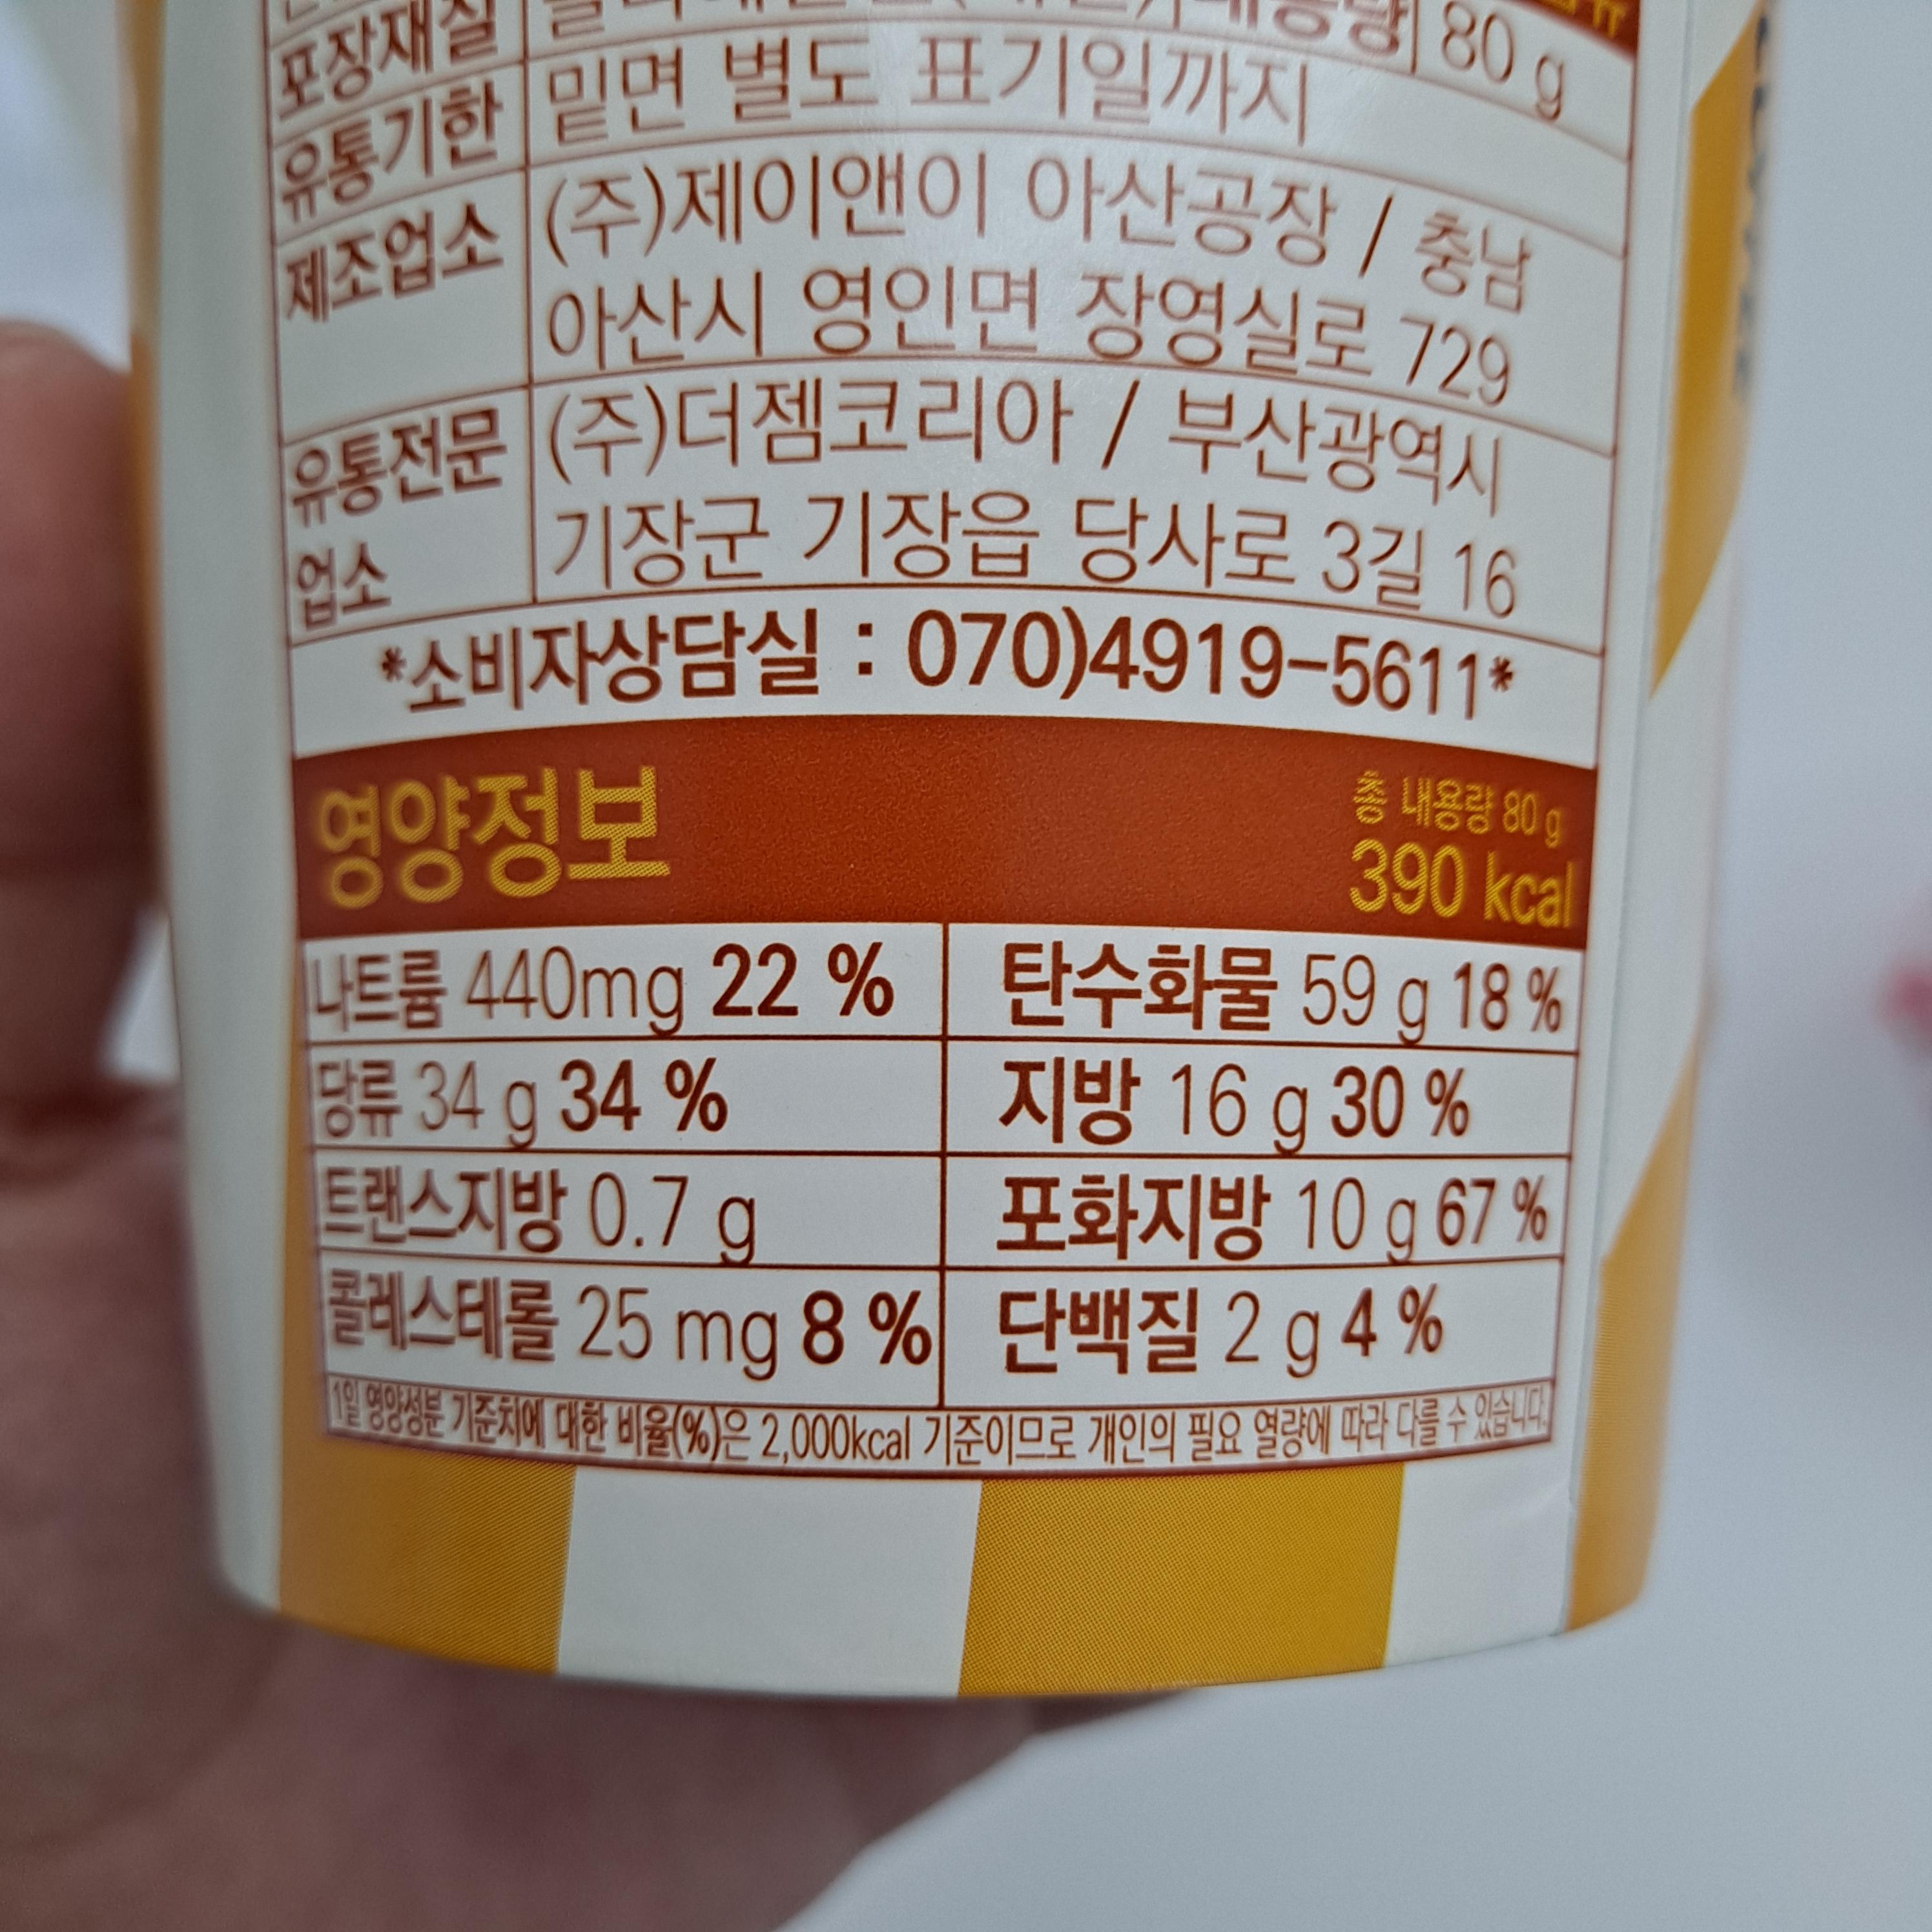 포장재질
80 g
유통기한 밑면 별도 표기일까지
제조업소 (주)제이앤이 아산공장 / 충남
아산시 영인면 장영실로 729
유통전문 (주)더젬코리아 / 부산광역시
업소 기장군 기장읍 당사로 3길 16
*소비자상담실 : 070)4919-5611*
영양정보 총 내용량 80 g
390 kcal
나트륨 440mg 22 % 탄수화물 59 g 18 %
당류 34 g 34 % 지방 16 g 30 %
트랜스지방 0.7 g 포화지방 10 g 67 %
콜레스테롤 25 mg 8 % 단백질 2 g 4 %
1일 영양성분 기준치에 대한 비율(%)은 2,000kcal 기준이므로 개인의 필요 열량에 따라 다를 수 있습니다.